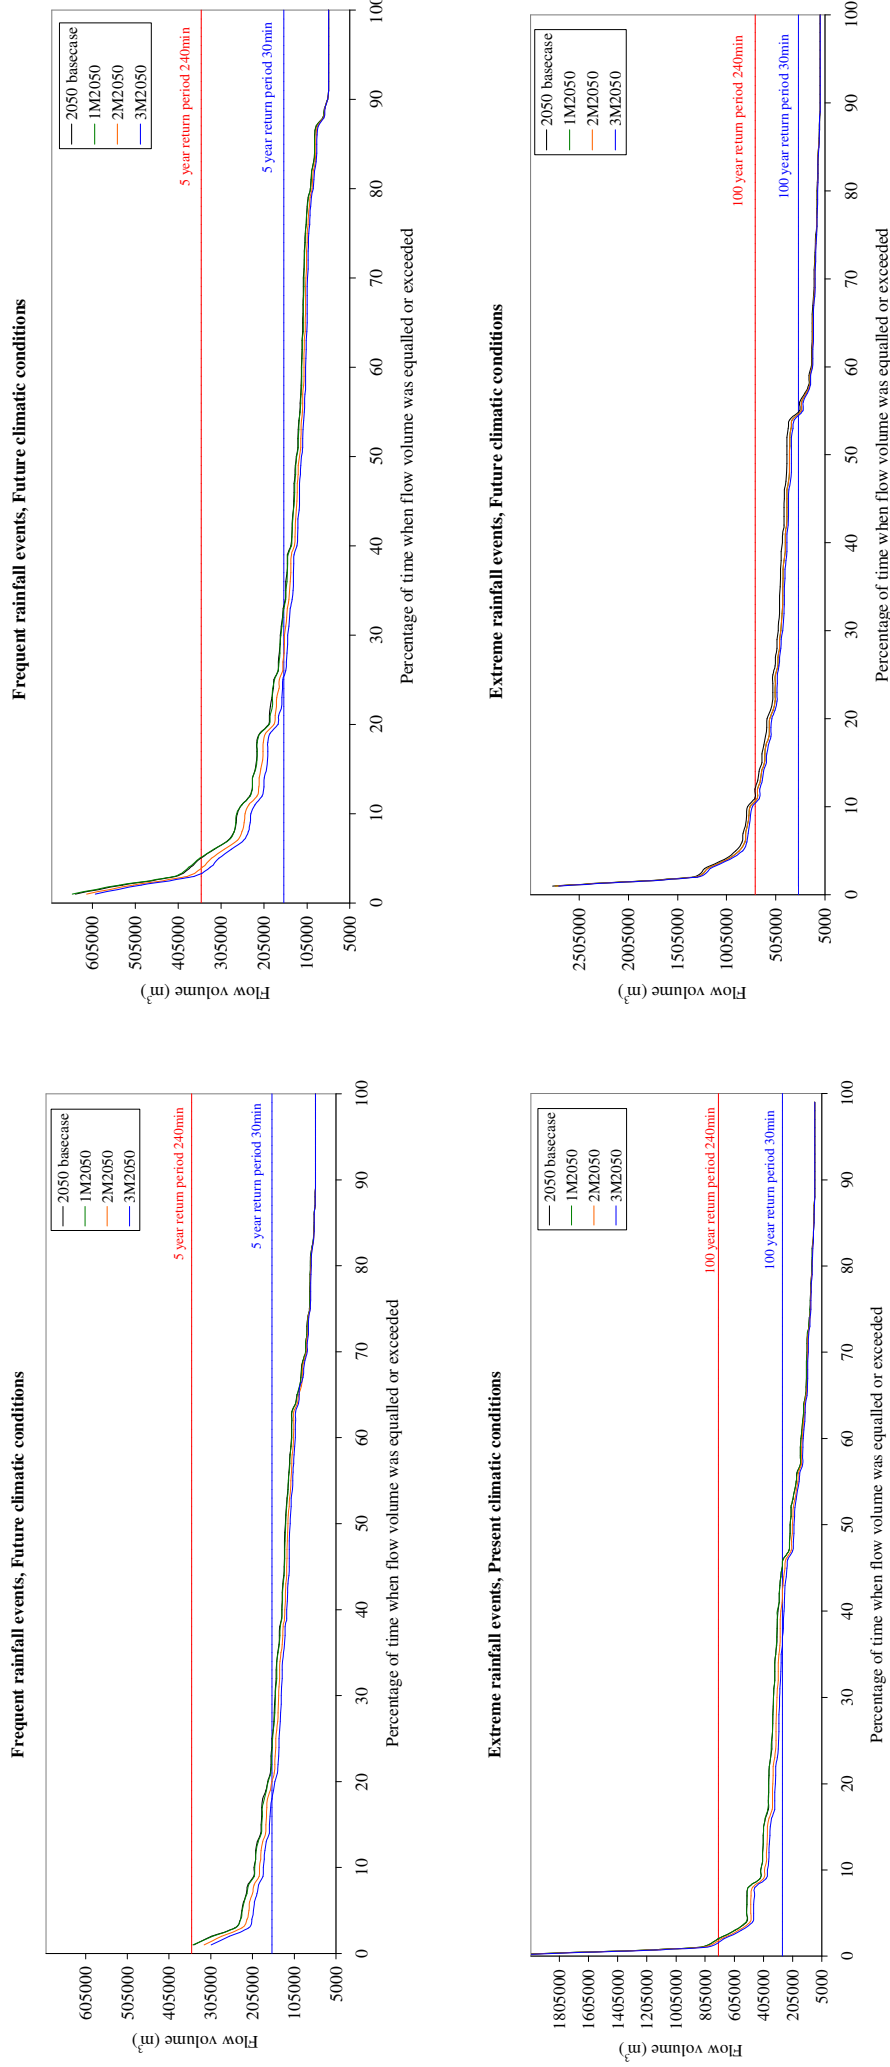 Frequent rainfall events, Future climatic conditions
2050 basecase
1M2050
2M2050
3M2050
5 year return period 240min
5 year return period 30min
Flow volume (m³)
605000
505000
405000
305000
205000
105000
5000
0 10 20 30 40 50 60 70 80 90 100
Percentage of time when flow volume was equalled or exceeded
Frequent rainfall events, Future climatic conditions
2050 basecase
1M2050
2M2050
3M2050
5 year return period 240min
5 year return period 30min
Flow volume (m³)
605000
505000
405000
305000
205000
105000
5000
0 10 20 30 40 50 60 70 80 90 100
Percentage of time when flow volume was equalled or exceeded
Extreme rainfall events, Present climatic conditions
2050 basecase
1M2050
2M2050
3M2050
100 year return period 240min
100 year return period 30min
Flow volume (m³)
1805000
1605000
1405000
1205000
1005000
805000
605000
405000
205000
5000
0 10 20 30 40 50 60 70 80 90 100
Percentage of time when flow volume was equalled or exceeded
Extreme rainfall events, Future climatic conditions
2050 basecase
1M2050
2M2050
3M2050
100 year return period 240min
100 year return period 30min
Flow volume (m³)
2505000
2005000
1505000
1005000
505000
5000
0 10 20 30 40 50 60 70 80 90 100
Percentage of time when flow volume was equalled or exceeded